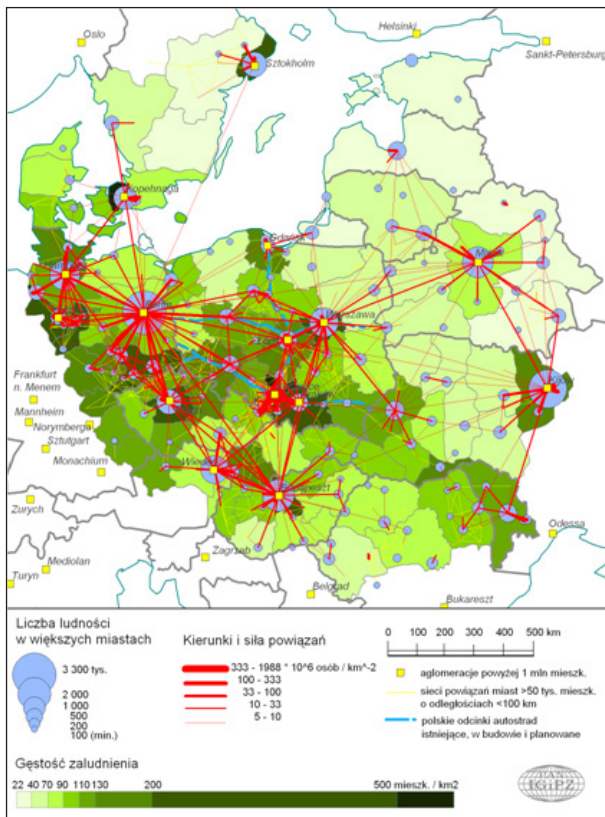 Oslo
Helsinki
Sankt-Petersburg
Sztokholm
Kopehnaga
Gdańsk
Warszawa
Frankfurt
n. Menem
Mannheim
Norymberga
Sztutgart
Monachium
Wiedeń
Budapeszt
Zurych
Zagrzeb
Odessa
Mediolan
Turyn
Belgrad
Bukareszt
Liczba ludności
w większych miastach
3 300 tys.
2 000
1 000
500
200
100 (min.)
Kierunki i siła powiązań
333 - 1988 * 10^6 osób / km^-2
100 - 333
33 - 100
10 - 33
5 - 10
0 100 200 300 400 500 km
aglomeracje powyżej 1 mln mieszk.
sieci powiązań miast >50 tys. mieszk.
o odległościach <100 km
polskie odcinki autostrad
istniejące, w budowie i planowane
Gęstość zaludnienia
22 40 70 90 110 130 200 500 mieszk. / km2
PAN
IGiPZ